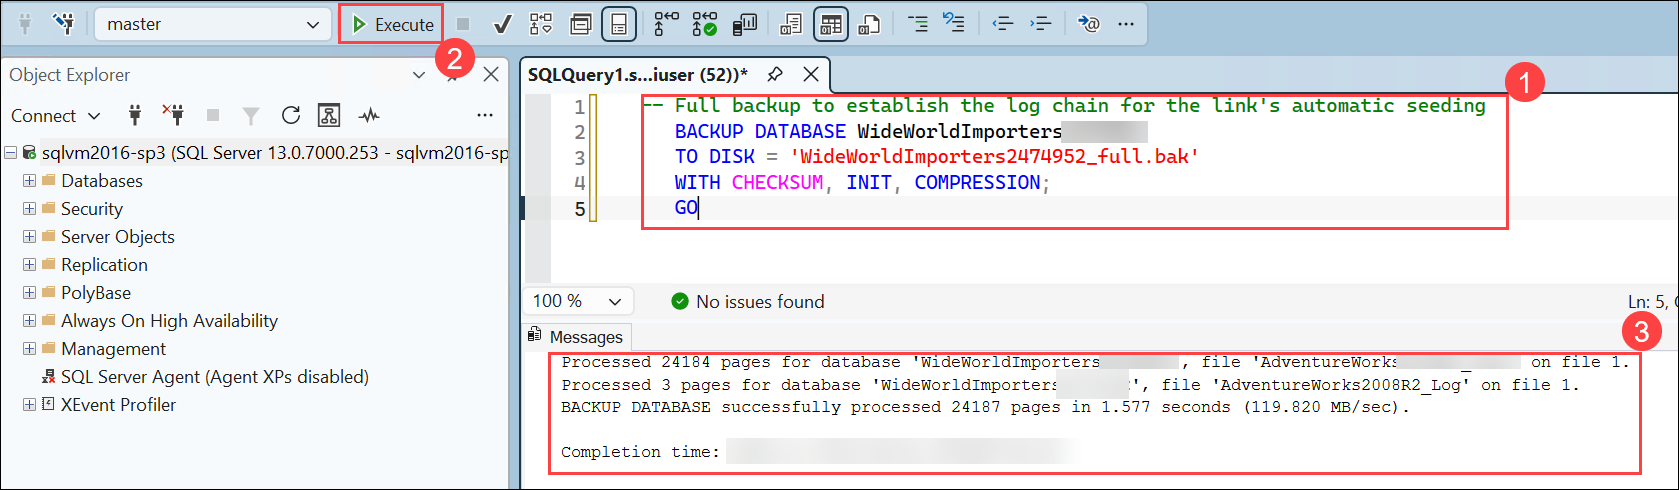 master
Execute
2
Object Explorer
Connect
sqlvm2016-sp3 (SQL Server 13.0.7000.253 - sqlvm2016-sp
Databases
Security
Server Objects
Replication
PolyBase
Always On High Availability
Management
SQL Server Agent (Agent XPs disabled)
XEvent Profiler
SQLQuery1.s...iuser (52))*
1
1 -- Full backup to establish the log chain for the link's automatic seeding
2 BACKUP DATABASE WideWorldImporters
3 TO DISK = 'WideWorldImporters2474952_full.bak'
4 WITH CHECKSUM, INIT, COMPRESSION;
5 GO
100 %
No issues found
Ln: 5,
3
Messages
Processed 24184 pages for database 'WideWorldImporters , file 'AdventureWorks on file 1.
Processed 3 pages for database 'WideWorldImporters ', file 'AdventureWorks2008R2_Log' on file 1.
BACKUP DATABASE successfully processed 24187 pages in 1.577 seconds (119.820 MB/sec).
Completion time: